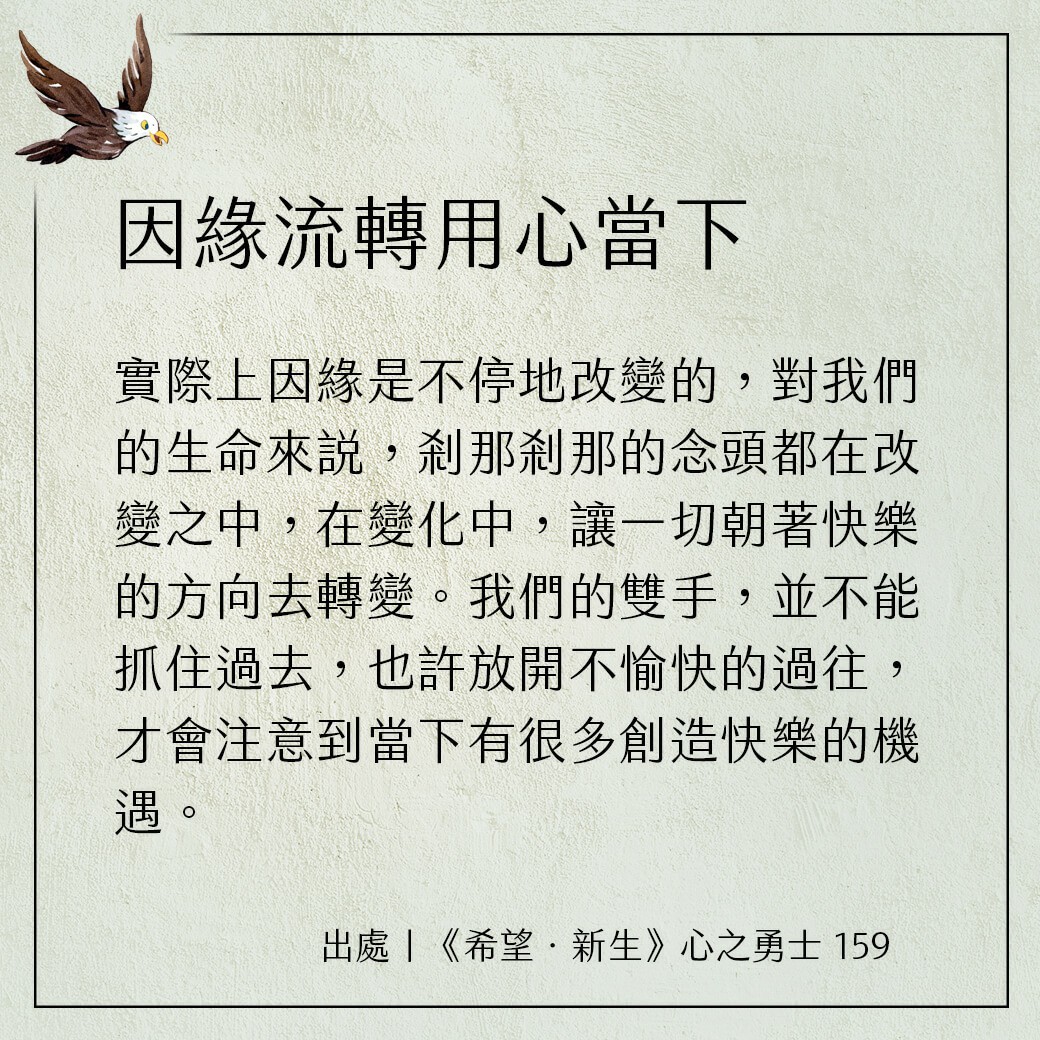 因緣流轉用心當下
實際上因緣是不停地改變的，對我們
的生命來説，剎那剎那的念頭都在改
變之中，在變化中，讓一切朝著快樂
的方向去轉變。我們的雙手，並不能
抓住過去，也許放開不愉快的過往，
才會注意到當下有很多創造快樂的機
遇。
出處｜《希望．新生》心之勇士 159